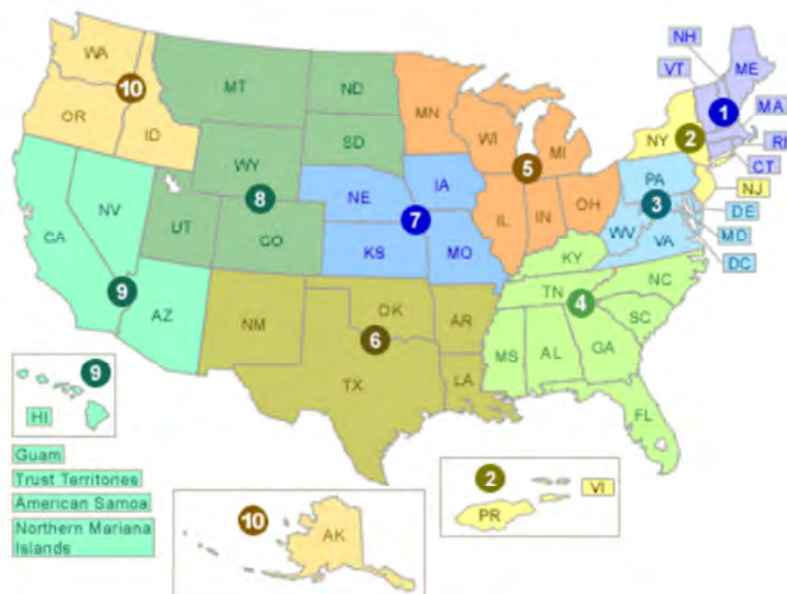 NH
WA
ME
VT
10
MT
ND
MA
1
OR
MN
NY
2
ID
WI
RI
SD
MI
CT
WY
5
PA
NJ
8
IA
NE
3
DE
NV
OH
IL
IN
7
WV
MD
UT
CO
VA
CA
KS
MO
DC
KY
NC
9
TN
4
AZ
OK
NM
AR
SC
6
MS
AL
GA
9
TX
LA
HI
FL
Guam
2
Trust Territories
VI
American Samoa
PR
10
Northern Mariana
AK
Islands